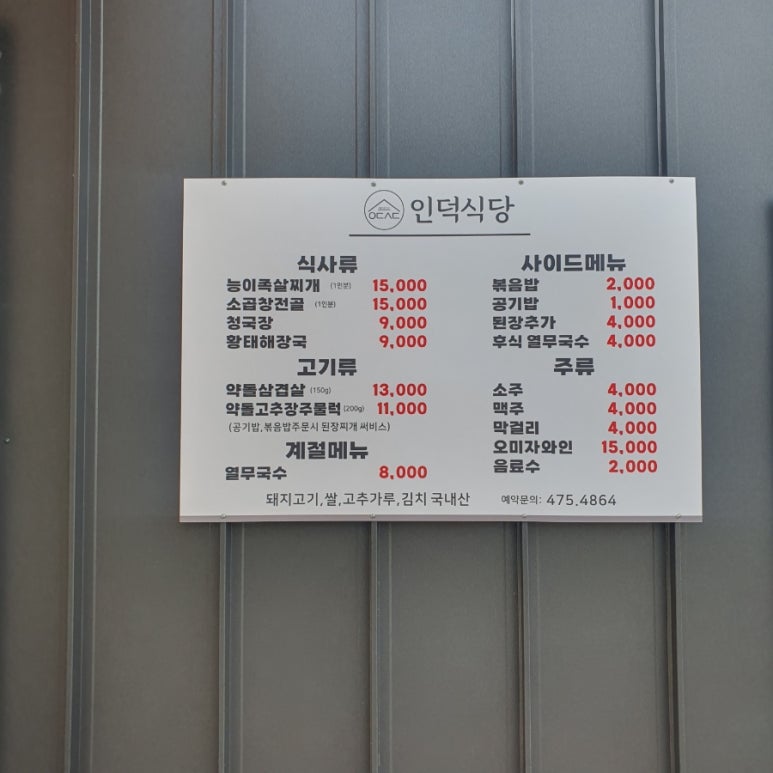 인덕식당
식사류
능이족살찌개 (1인분) 15,000
소곱창전골 (1인분) 15,000
청국장 9,000
황태해장국 9,000
고기류
약돌삼겹살 (150g) 13,000
약돌고추장주물럭 (200g) 11,000
(공기밥,볶음밥주문시 된장찌개 써비스)
계절메뉴
열무국수 8,000
사이드메뉴
볶음밥 2,000
공기밥 1,000
된장추가 4,000
후식 열무국수 4,000
주류
소주 4,000
맥주 4,000
막걸리 4,000
오미자와인 15,000
음료수 2,000
돼지고기,쌀,고추가루,김치 국내산
예약문의: 475.4864